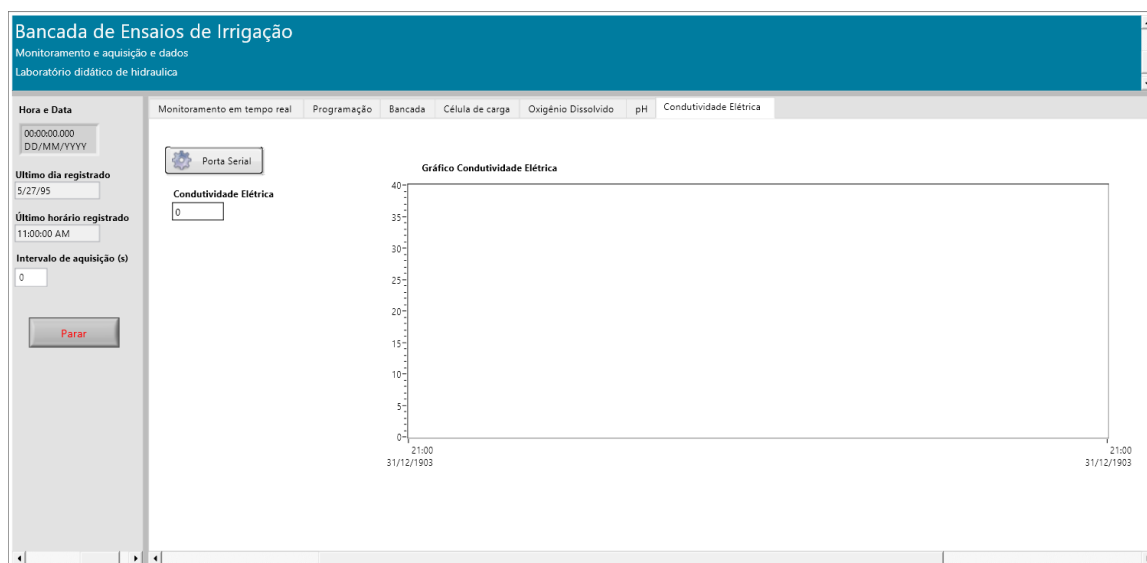 Bancada de Ensaios de Irrigação
Monitoramento e aquisição e dados
Laboratório didático de hidraulica
Hora e Data
00:00:00.000
DD/MM/YYYY
Ultimo dia registrado
5/27/95
Último horário registrado
11:00:00 AM
Intervalo de aquisição (s)
0
Parar
Monitoramento em tempo real Programação Bancada Célula de carga Oxigênio Dissolvido pH Condutividade Elétrica
Porta Serial
Condutividade Elétrica
0
Gráfico Condutividade Elétrica
40
35
30
25
20
15
10
5
0
21:00 21:00
31/12/1903 31/12/1903